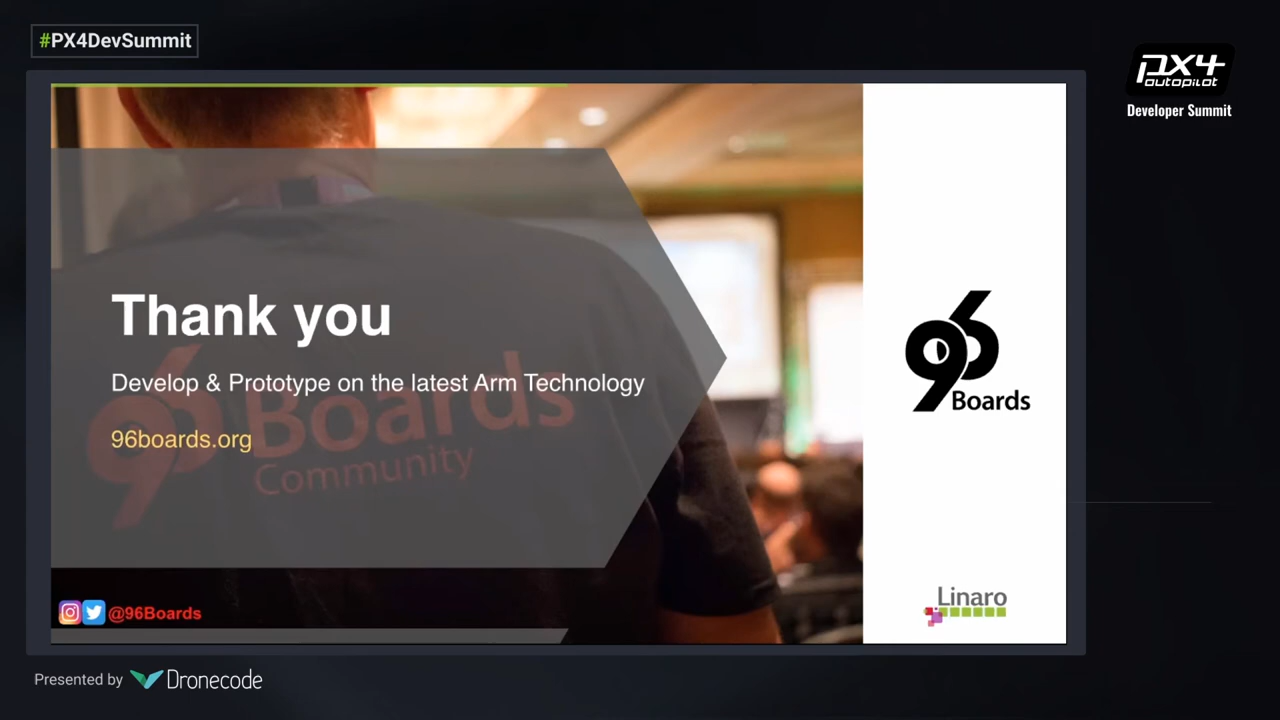 #PX4DevSummit
PX4
autopilot
Developer Summit
Thank you
Develop & Prototype on the latest Arm Technology
96boards.org
96 Boards
Community
@96Boards
96
Boards
Linaro
Presented by Dronecode